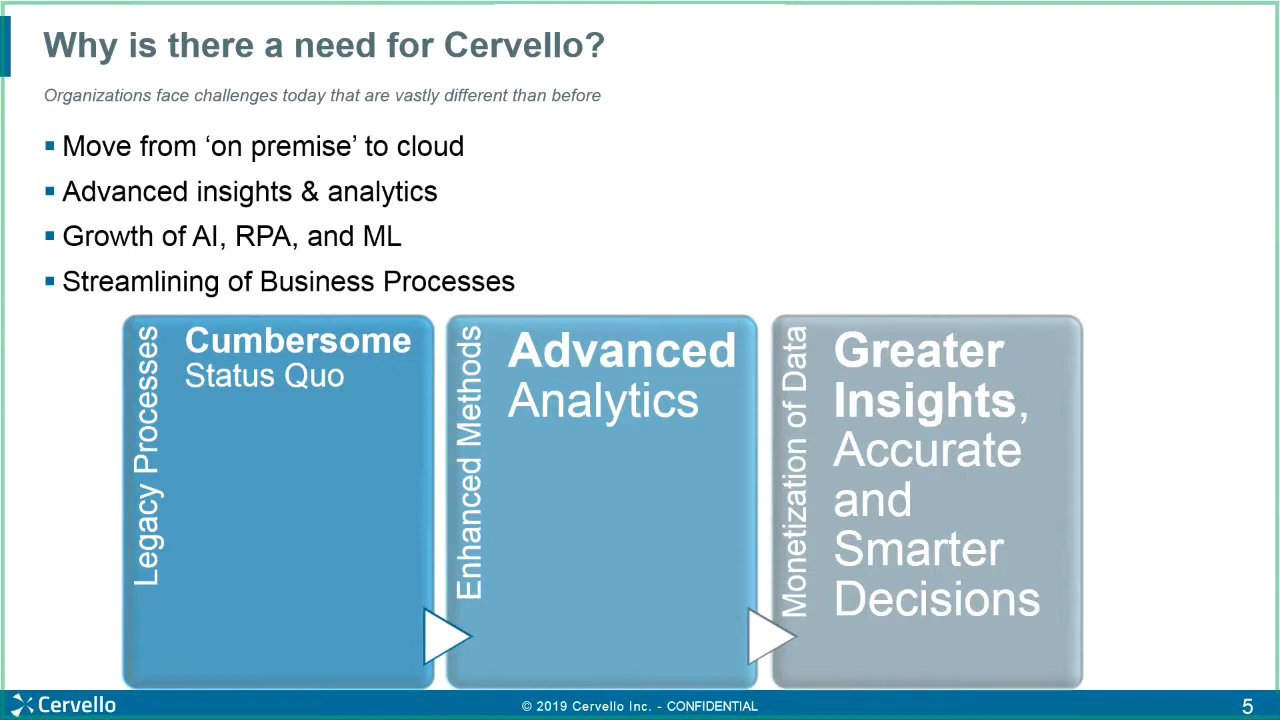 Why is there a need for Cervello?
Organizations face challenges today that are vastly different than before
Move from ‘on premise’ to cloud
Advanced insights & analytics
Growth of AI, RPA, and ML
Streamlining of Business Processes
Legacy Processes
Cumbersome
Status Quo
Enhanced Methods
Advanced
Analytics
Monetization of Data
Greater
Insights,
Accurate
and
Smarter
Decisions
Cervello
© 2019 Cervello Inc. - CONFIDENTIAL
5